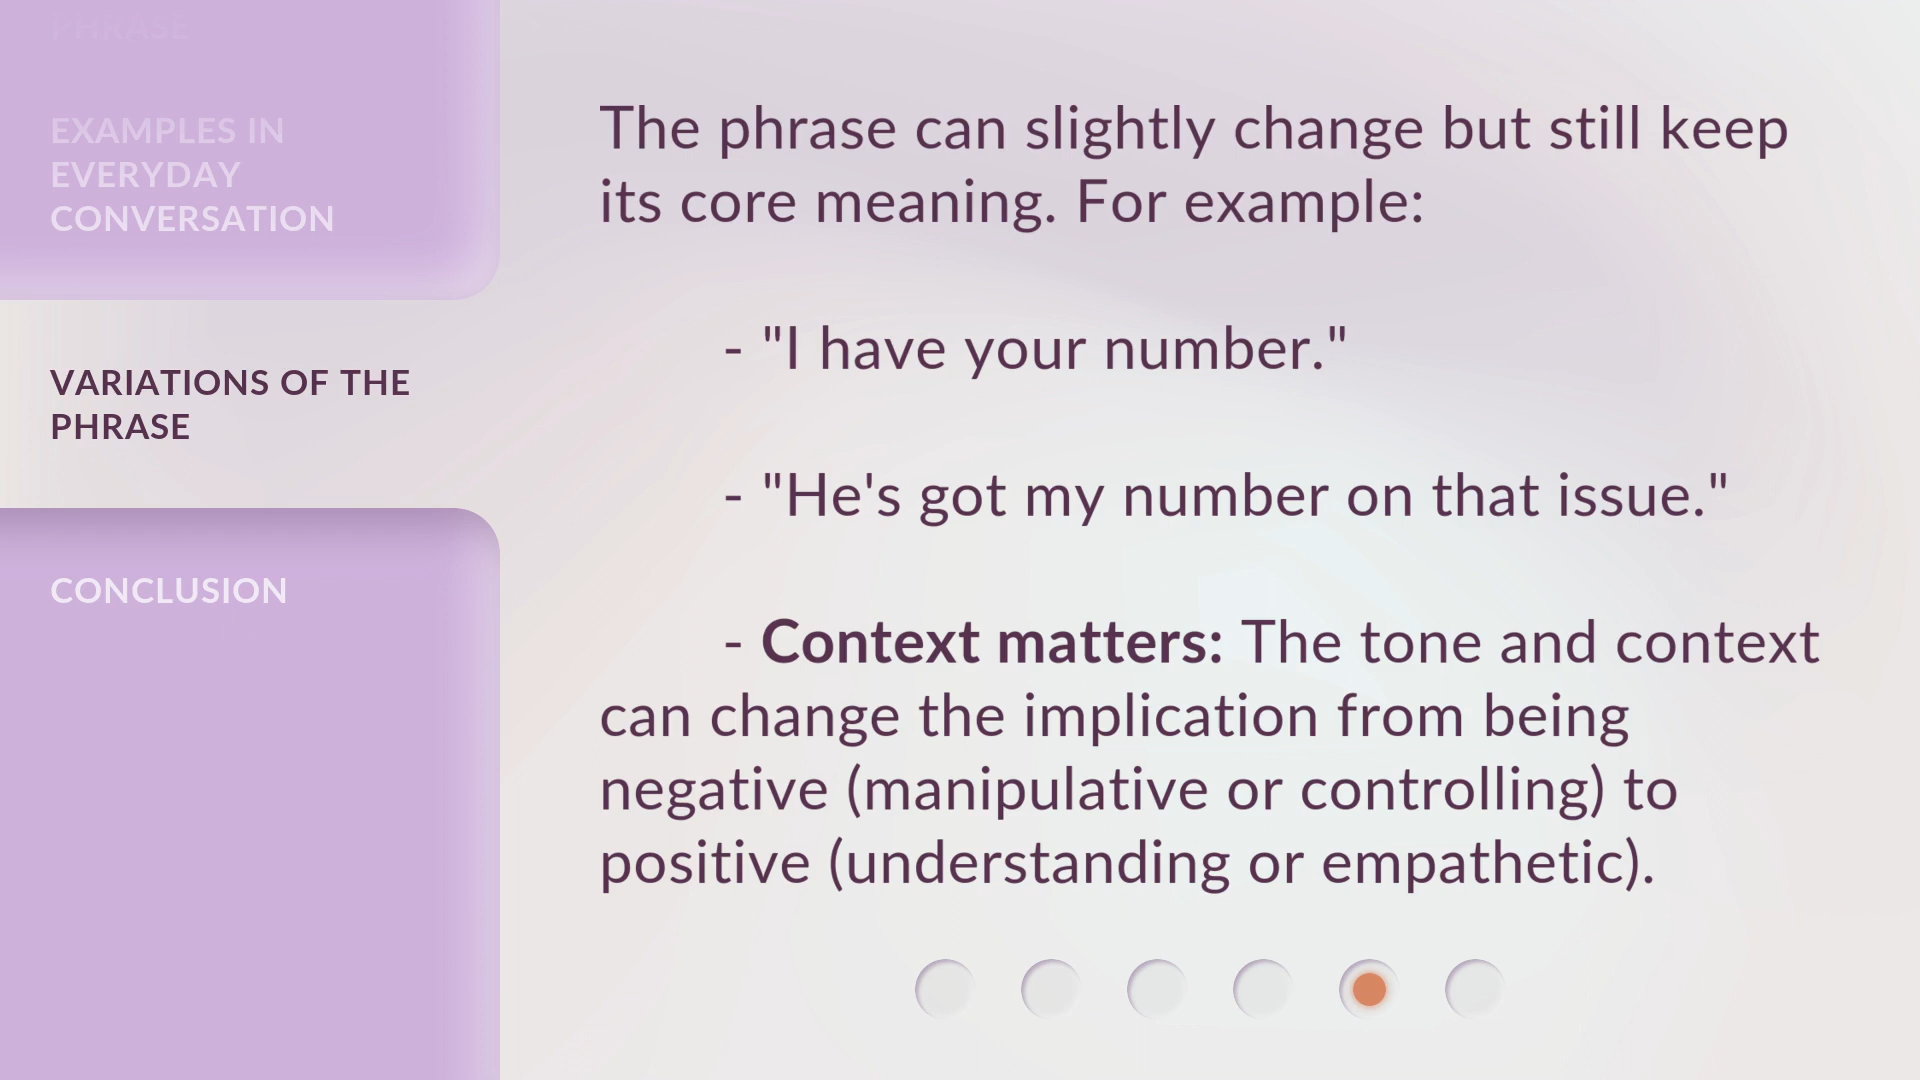 PHRASE
EXAMPLES IN
EVERYDAY
CONVERSATION
VARIATIONS OF THE
PHRASE
CONCLUSION
The phrase can slightly change but still keep
its core meaning. For example:
- "I have your number."
- "He's got my number on that issue."
- Context matters: The tone and context
can change the implication from being
negative (manipulative or controlling) to
positive (understanding or empathetic).